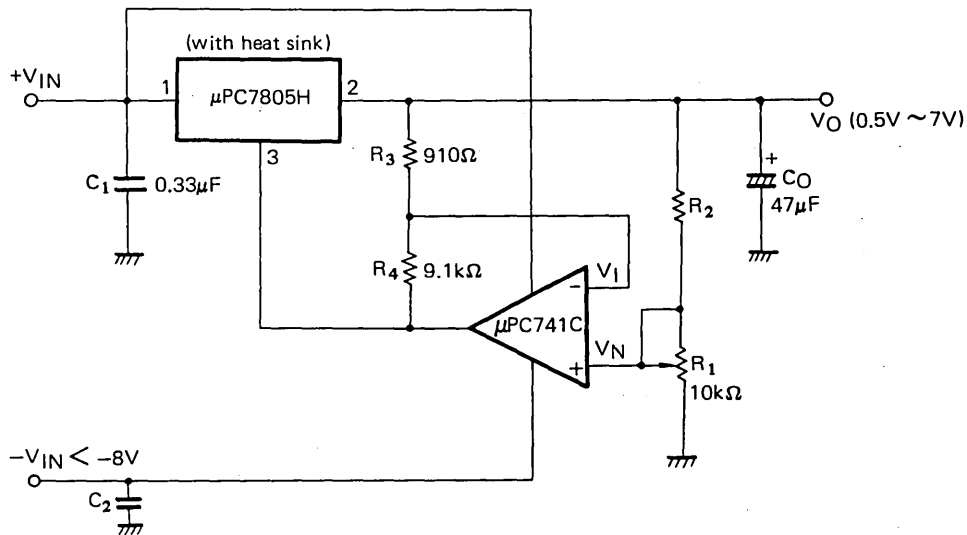 (with heat sink)
+VIN
1
μPC7805H
2
VO (0.5V ~ 7V)
3
R3 910Ω
C1 0.33μF
+
CO
47μF
R2
R4 9.1kΩ
VI
−
μPC741C
VN
+
R1
10kΩ
−VIN < −8V
C2